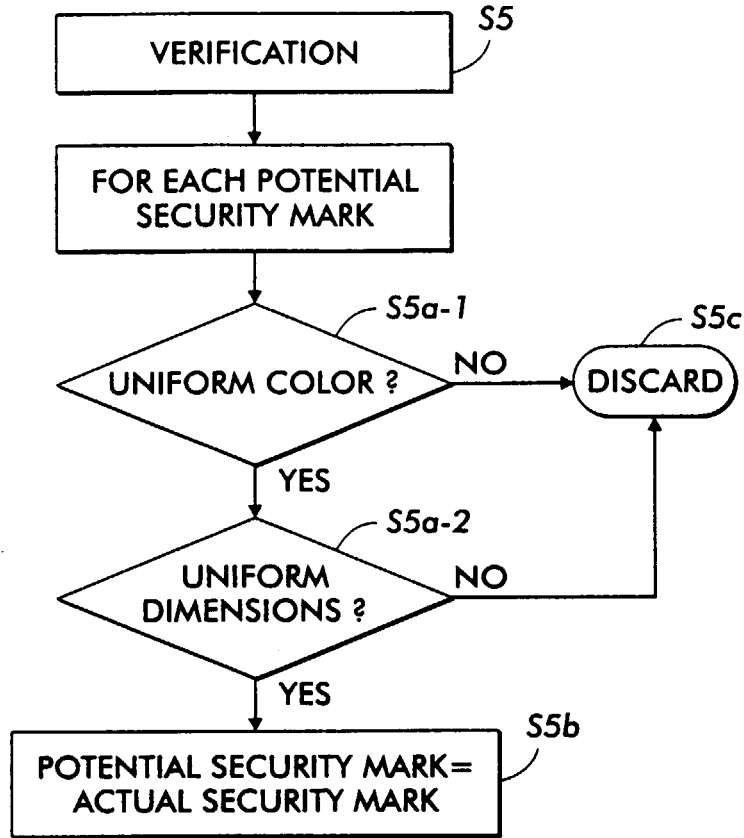 S5
VERIFICATION
FOR EACH POTENTIAL
SECURITY MARK
S5a-1
UNIFORM COLOR ?
NO
S5c
DISCARD
YES
S5a-2
UNIFORM
DIMENSIONS ?
NO
YES
S5b
POTENTIAL SECURITY MARK=
ACTUAL SECURITY MARK